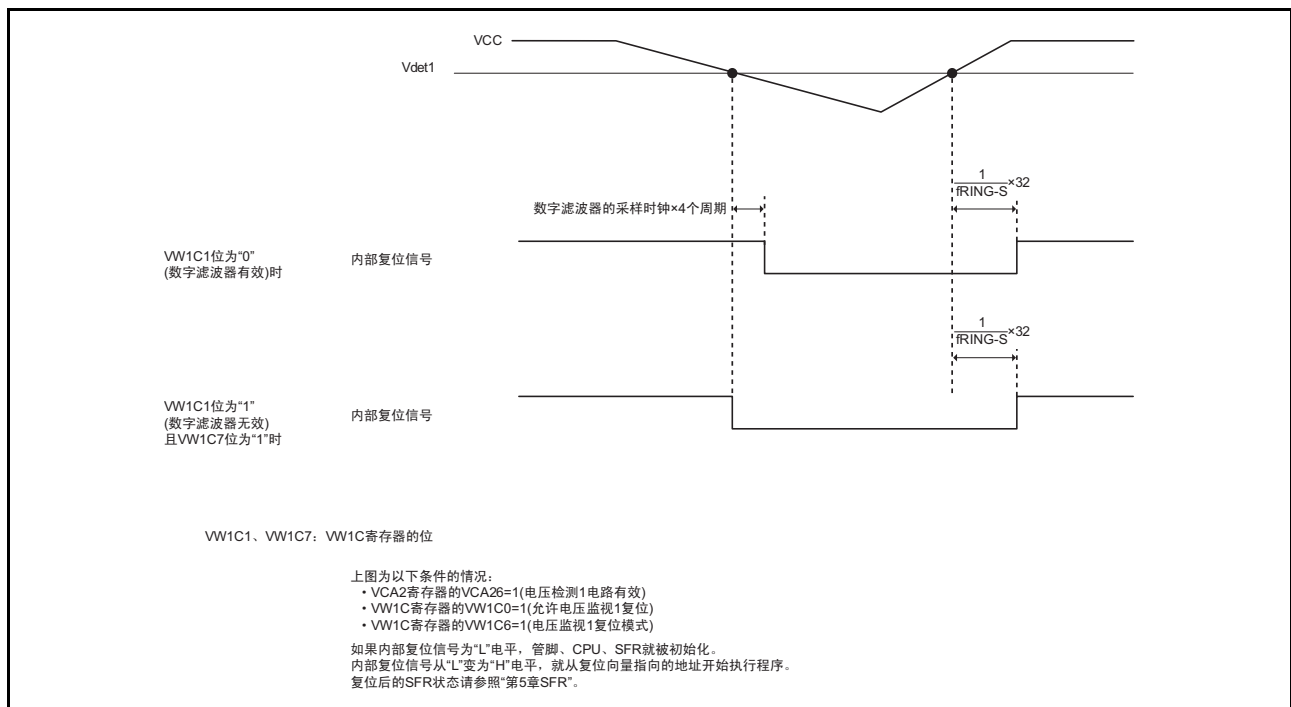 VCC
Vdet1
1
fRING-S ×32
数字滤波器的采样时钟×4个周期
VW1C1位为“0”
(数字滤波器有效)时
内部复位信号
1
fRING-S ×32
VW1C1位为“1”
(数字滤波器无效)
且VW1C7位为“1”时
内部复位信号
VW1C1、VW1C7：VW1C寄存器的位
上图为以下条件的情况：
・VCA2寄存器的VCA26=1(电压检测1电路有效)
・VW1C寄存器的VW1C0=1(允许电压监视1复位)
・VW1C寄存器的VW1C6=1(电压监视1复位模式)
如果内部复位信号为“L”电平，管脚、CPU、SFR就被初始化。
内部复位信号从“L”变为“H”电平，就从复位向量指向的地址开始执行程序。
复位后的SFR状态请参照“第5章SFR”。